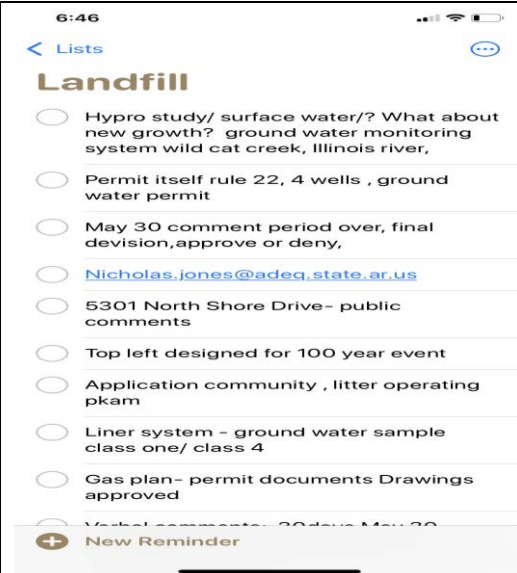 6:46
Lists
Landfill
Hypro study/ surface water/? What about
new growth?  ground water monitoring
system wild cat creek, Illinois river,
Permit itself rule 22, 4 wells , ground
water permit
May 30 comment period over, final
devision,approve or deny,
Nicholas.jones@adeq.state.ar.us
5301 North Shore Drive- public
comments
Top left designed for 100 year event
Application community , litter operating
pkam
Liner system - ground water sample
class one/ class 4
Gas plan- permit documents Drawings
approved
New Reminder